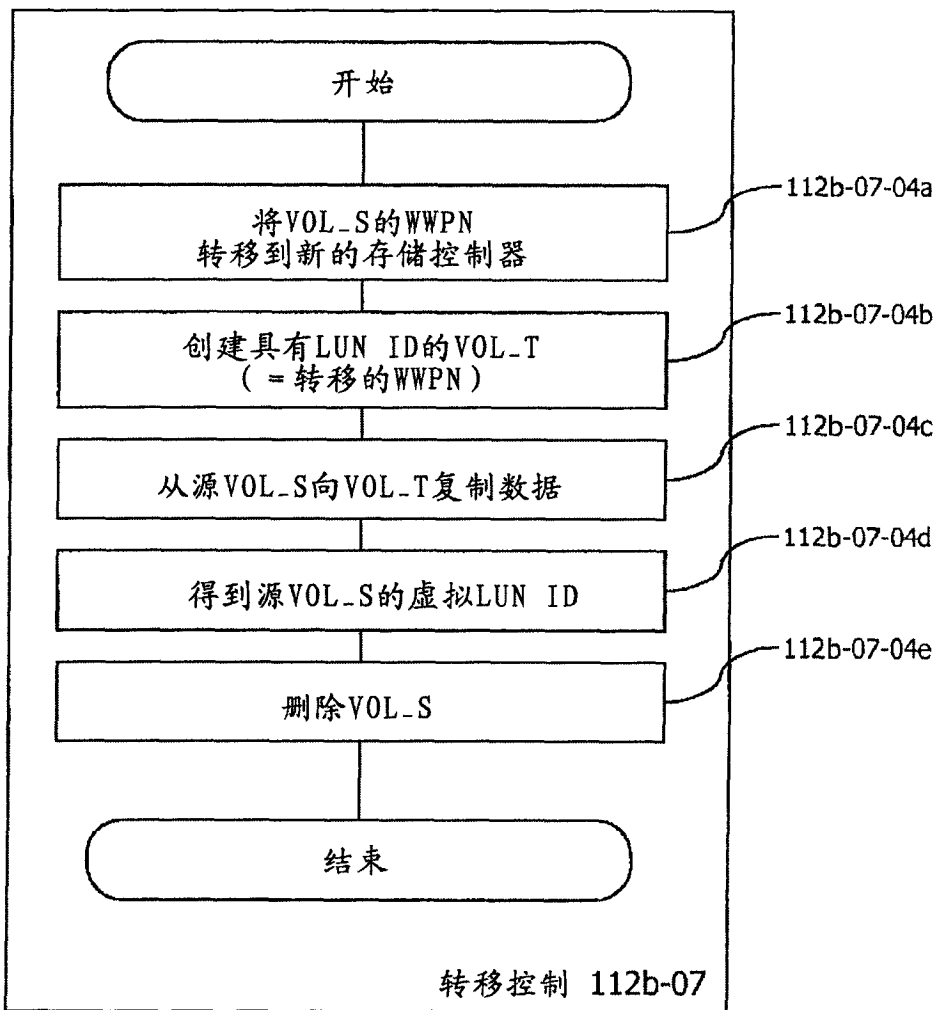 开始
将VOL_S的WWPN
转移到新的存储控制器
112b-07-04a
创建具有LUN ID的VOL_T
(=转移的WWPN)
112b-07-04b
从源VOL_S向VOL_T复制数据
112b-07-04c
得到源VOL_S的虚拟LUN ID
112b-07-04d
删除VOL_S
112b-07-04e
结束
转移控制 112b-07